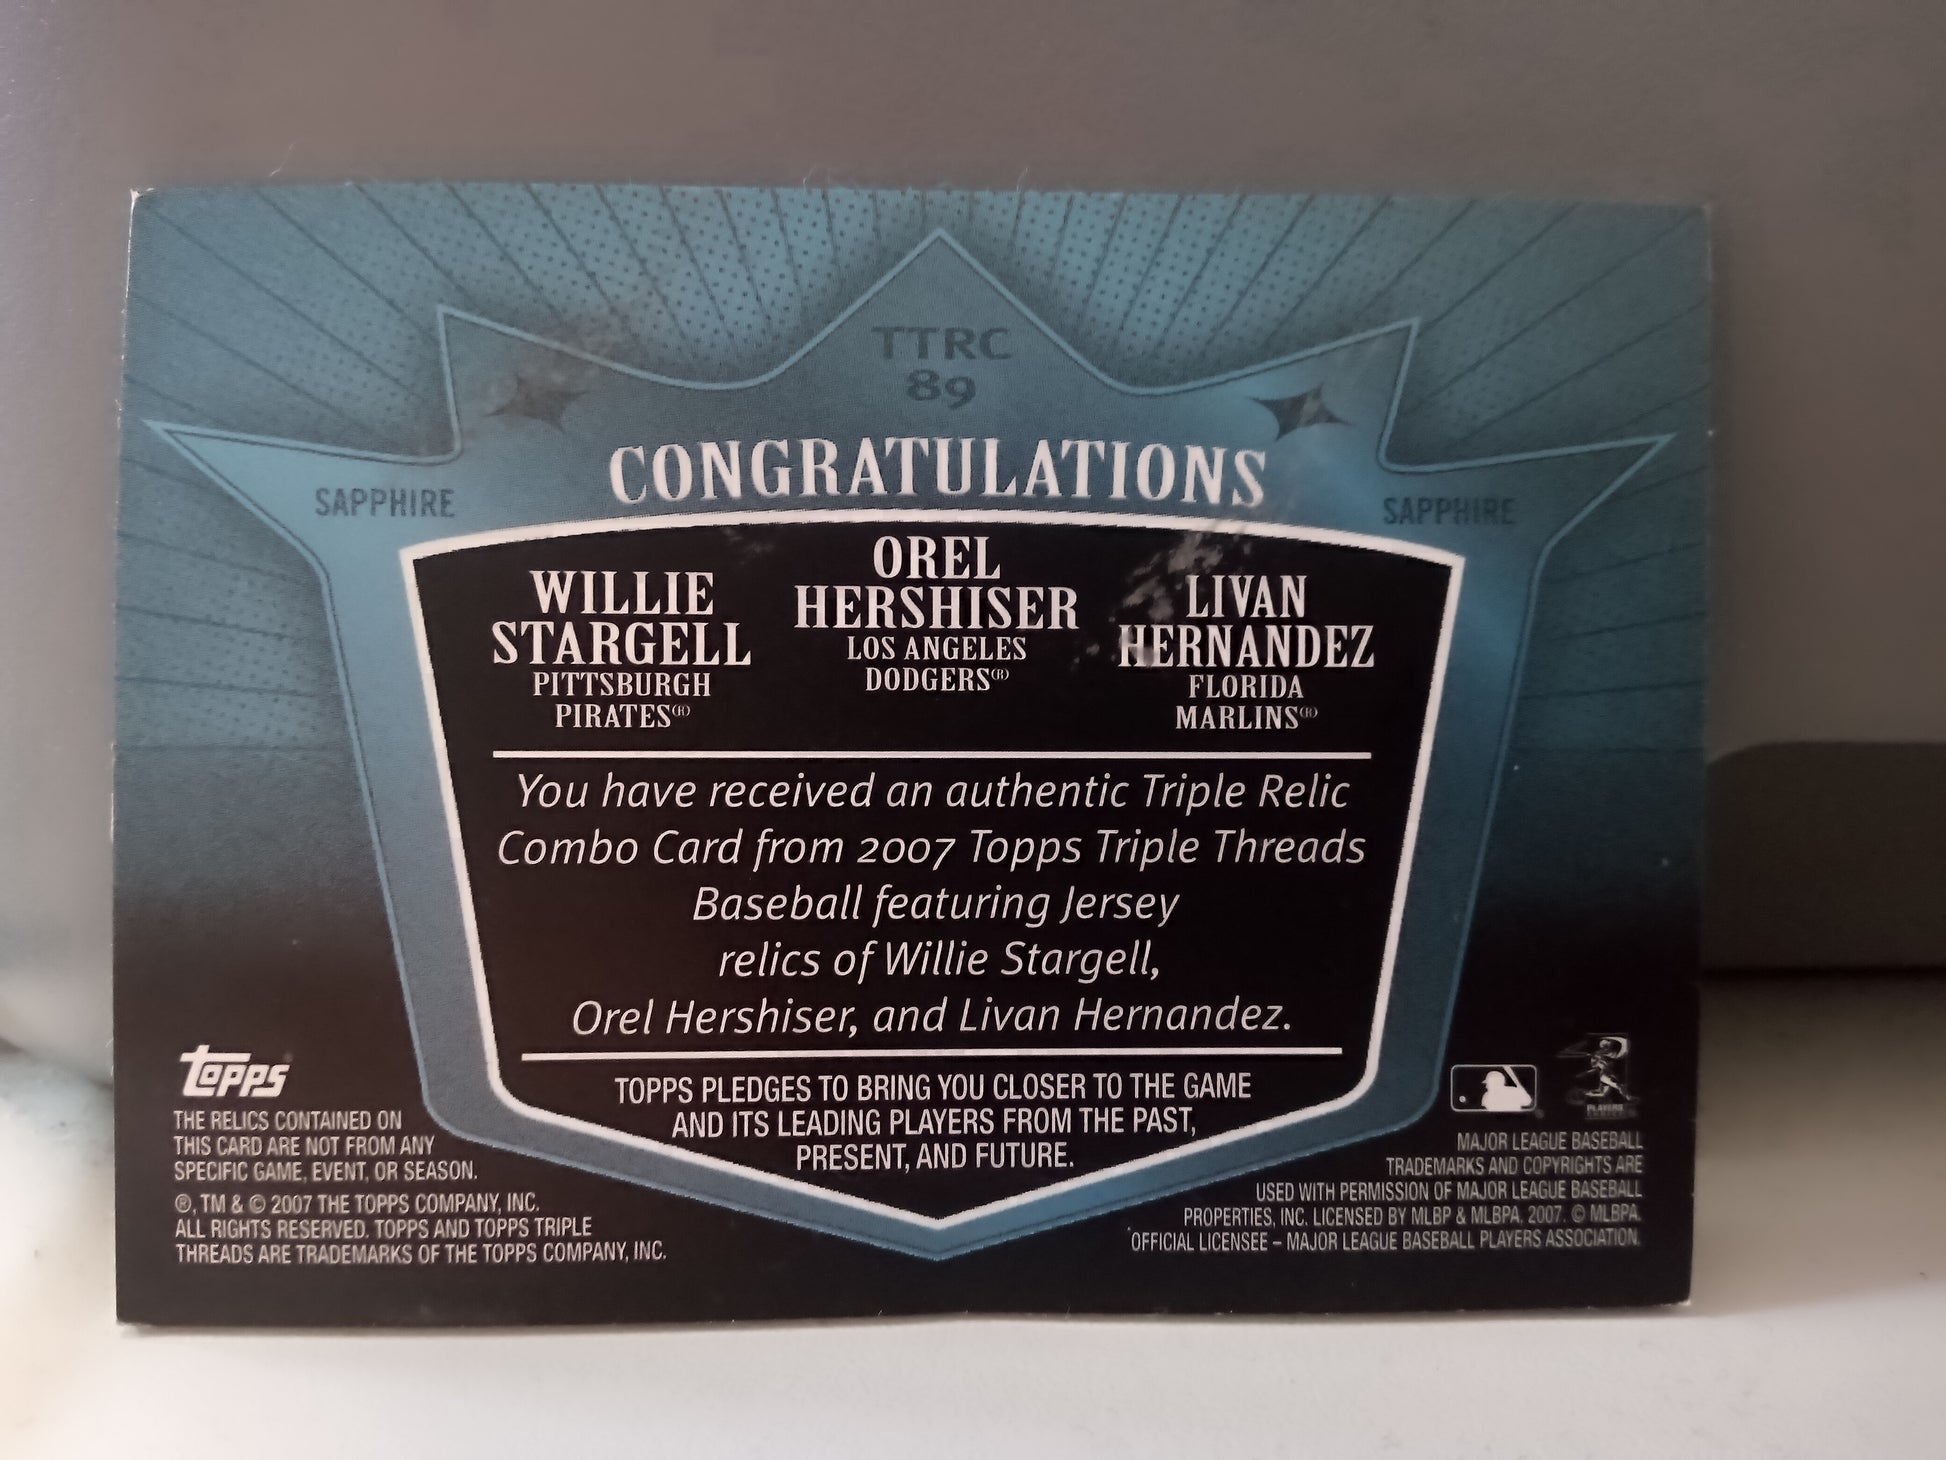 TTRC
89
CONGRATULATIONS
SAPPHIRE
SAPPHIRE
WILLIE
STARGELL
PITTSBURGH
PIRATES®
OREL
HERSHISER
LOS ANGELES
DODGERS®
LIVAN
HERNANDEZ
FLORIDA
MARLINS®
You have received an authentic Triple Relic
Combo Card from 2007 Topps Triple Threads
Baseball featuring Jersey
relics of Willie Stargell,
Orel Hershiser, and Livan Hernandez.
TOPPS PLEDGES TO BRING YOU CLOSER TO THE GAME
AND ITS LEADING PLAYERS FROM THE PAST,
PRESENT, AND FUTURE.
topps®
THE RELICS CONTAINED ON
THIS CARD ARE NOT FROM ANY
SPECIFIC GAME, EVENT, OR SEASON.
®, TM & © 2007 THE TOPPS COMPANY, INC.
ALL RIGHTS RESERVED. TOPPS AND TOPPS TRIPLE
THREADS ARE TRADEMARKS OF THE TOPPS COMPANY, INC.
PLAYERS
MAJOR LEAGUE BASEBALL
TRADEMARKS AND COPYRIGHTS ARE
USED WITH PERMISSION OF MAJOR LEAGUE BASEBALL
PROPERTIES, INC. LICENSED BY MLBP & MLBPA, 2007. © MLBPA.
OFFICIAL LICENSEE – MAJOR LEAGUE BASEBALL PLAYERS ASSOCIATION.